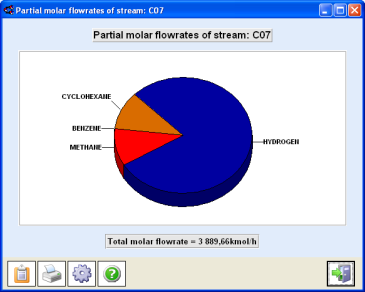 Partial molar flowrates of stream: C07
Partial molar flowrates of stream: C07
CYCLOHEXANE
BENZENE
METHANE
HYDROGEN
Total molar flowrate = 3 889,66kmol/h